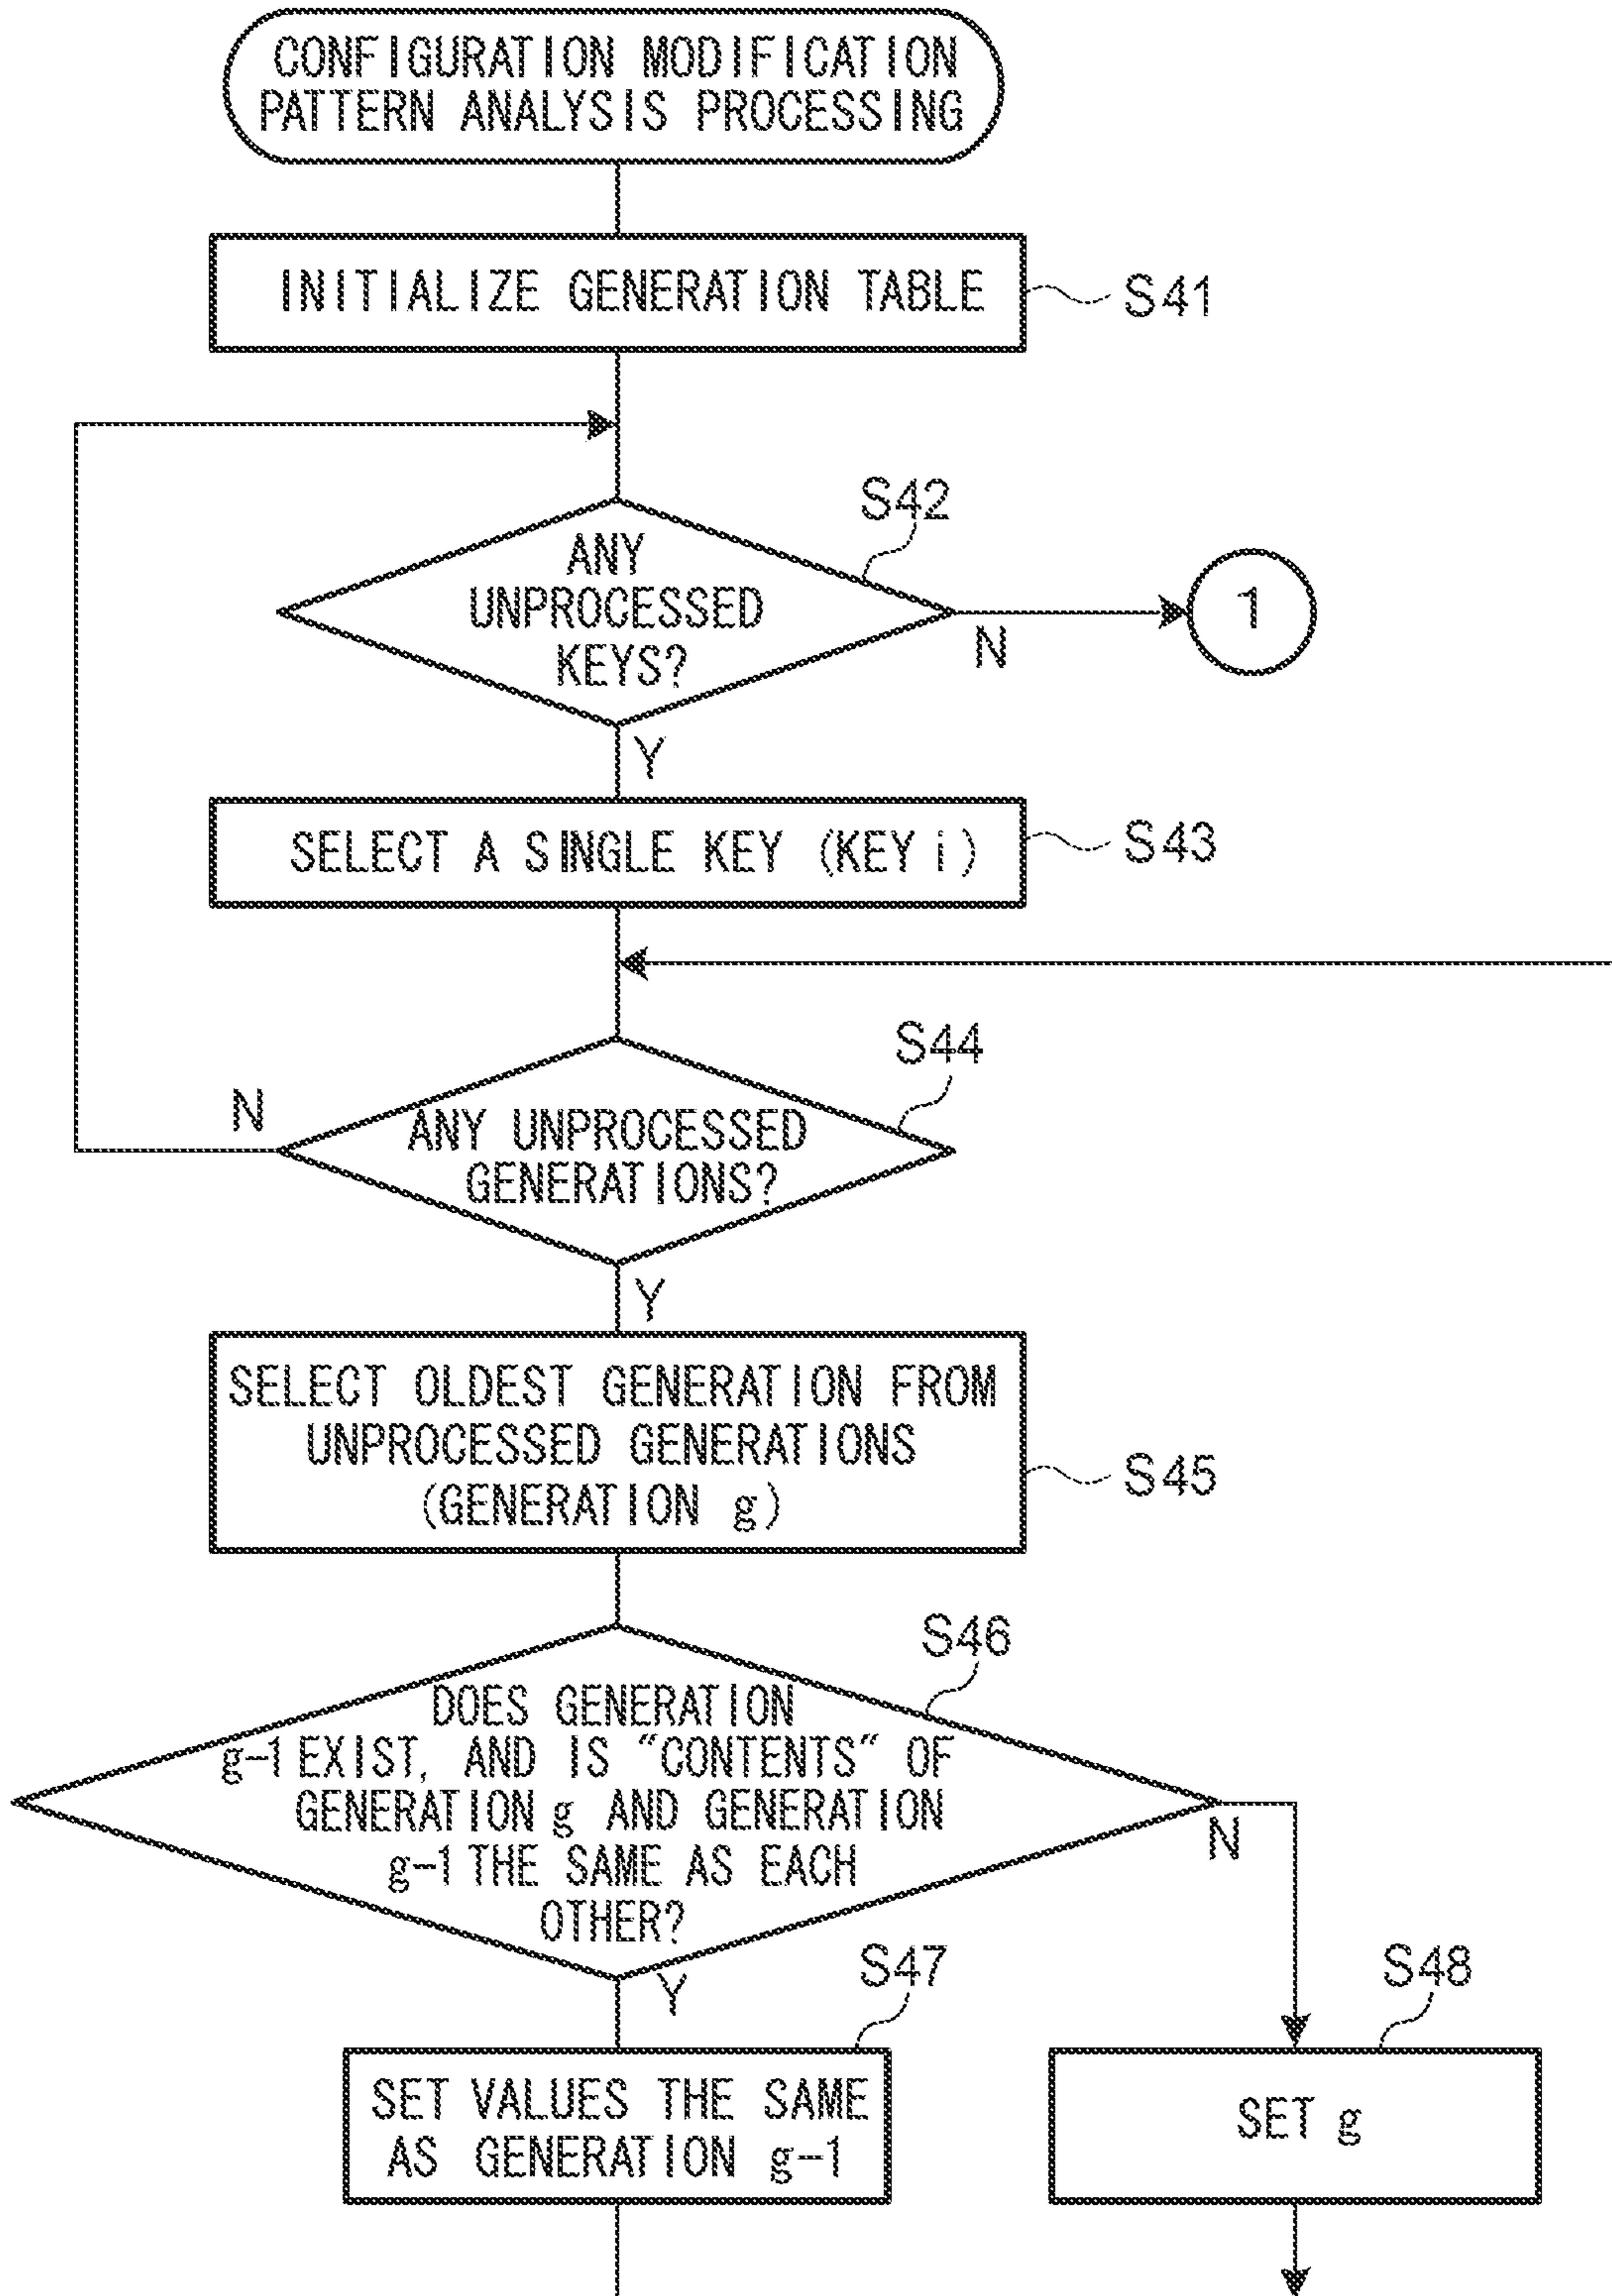 CONFIGURATION MODIFICATION
PATTERN ANALYSIS PROCESSING
INITIALIZE GENERATION TABLE
S41
S42
ANY
UNPROCESSED
KEYS?
N
1
Y
SELECT A SINGLE KEY (KEY i)
S43
S44
N
ANY UNPROCESSED
GENERATIONS?
Y
SELECT OLDEST GENERATION FROM
UNPROCESSED GENERATIONS
(GENERATION g)
S45
S46
DOES GENERATION
g-1 EXIST, AND IS "CONTENTS" OF
GENERATION g AND GENERATION
g-1 THE SAME AS EACH
OTHER?
N
Y
S47
S48
SET VALUES THE SAME
AS GENERATION g-1
SET g